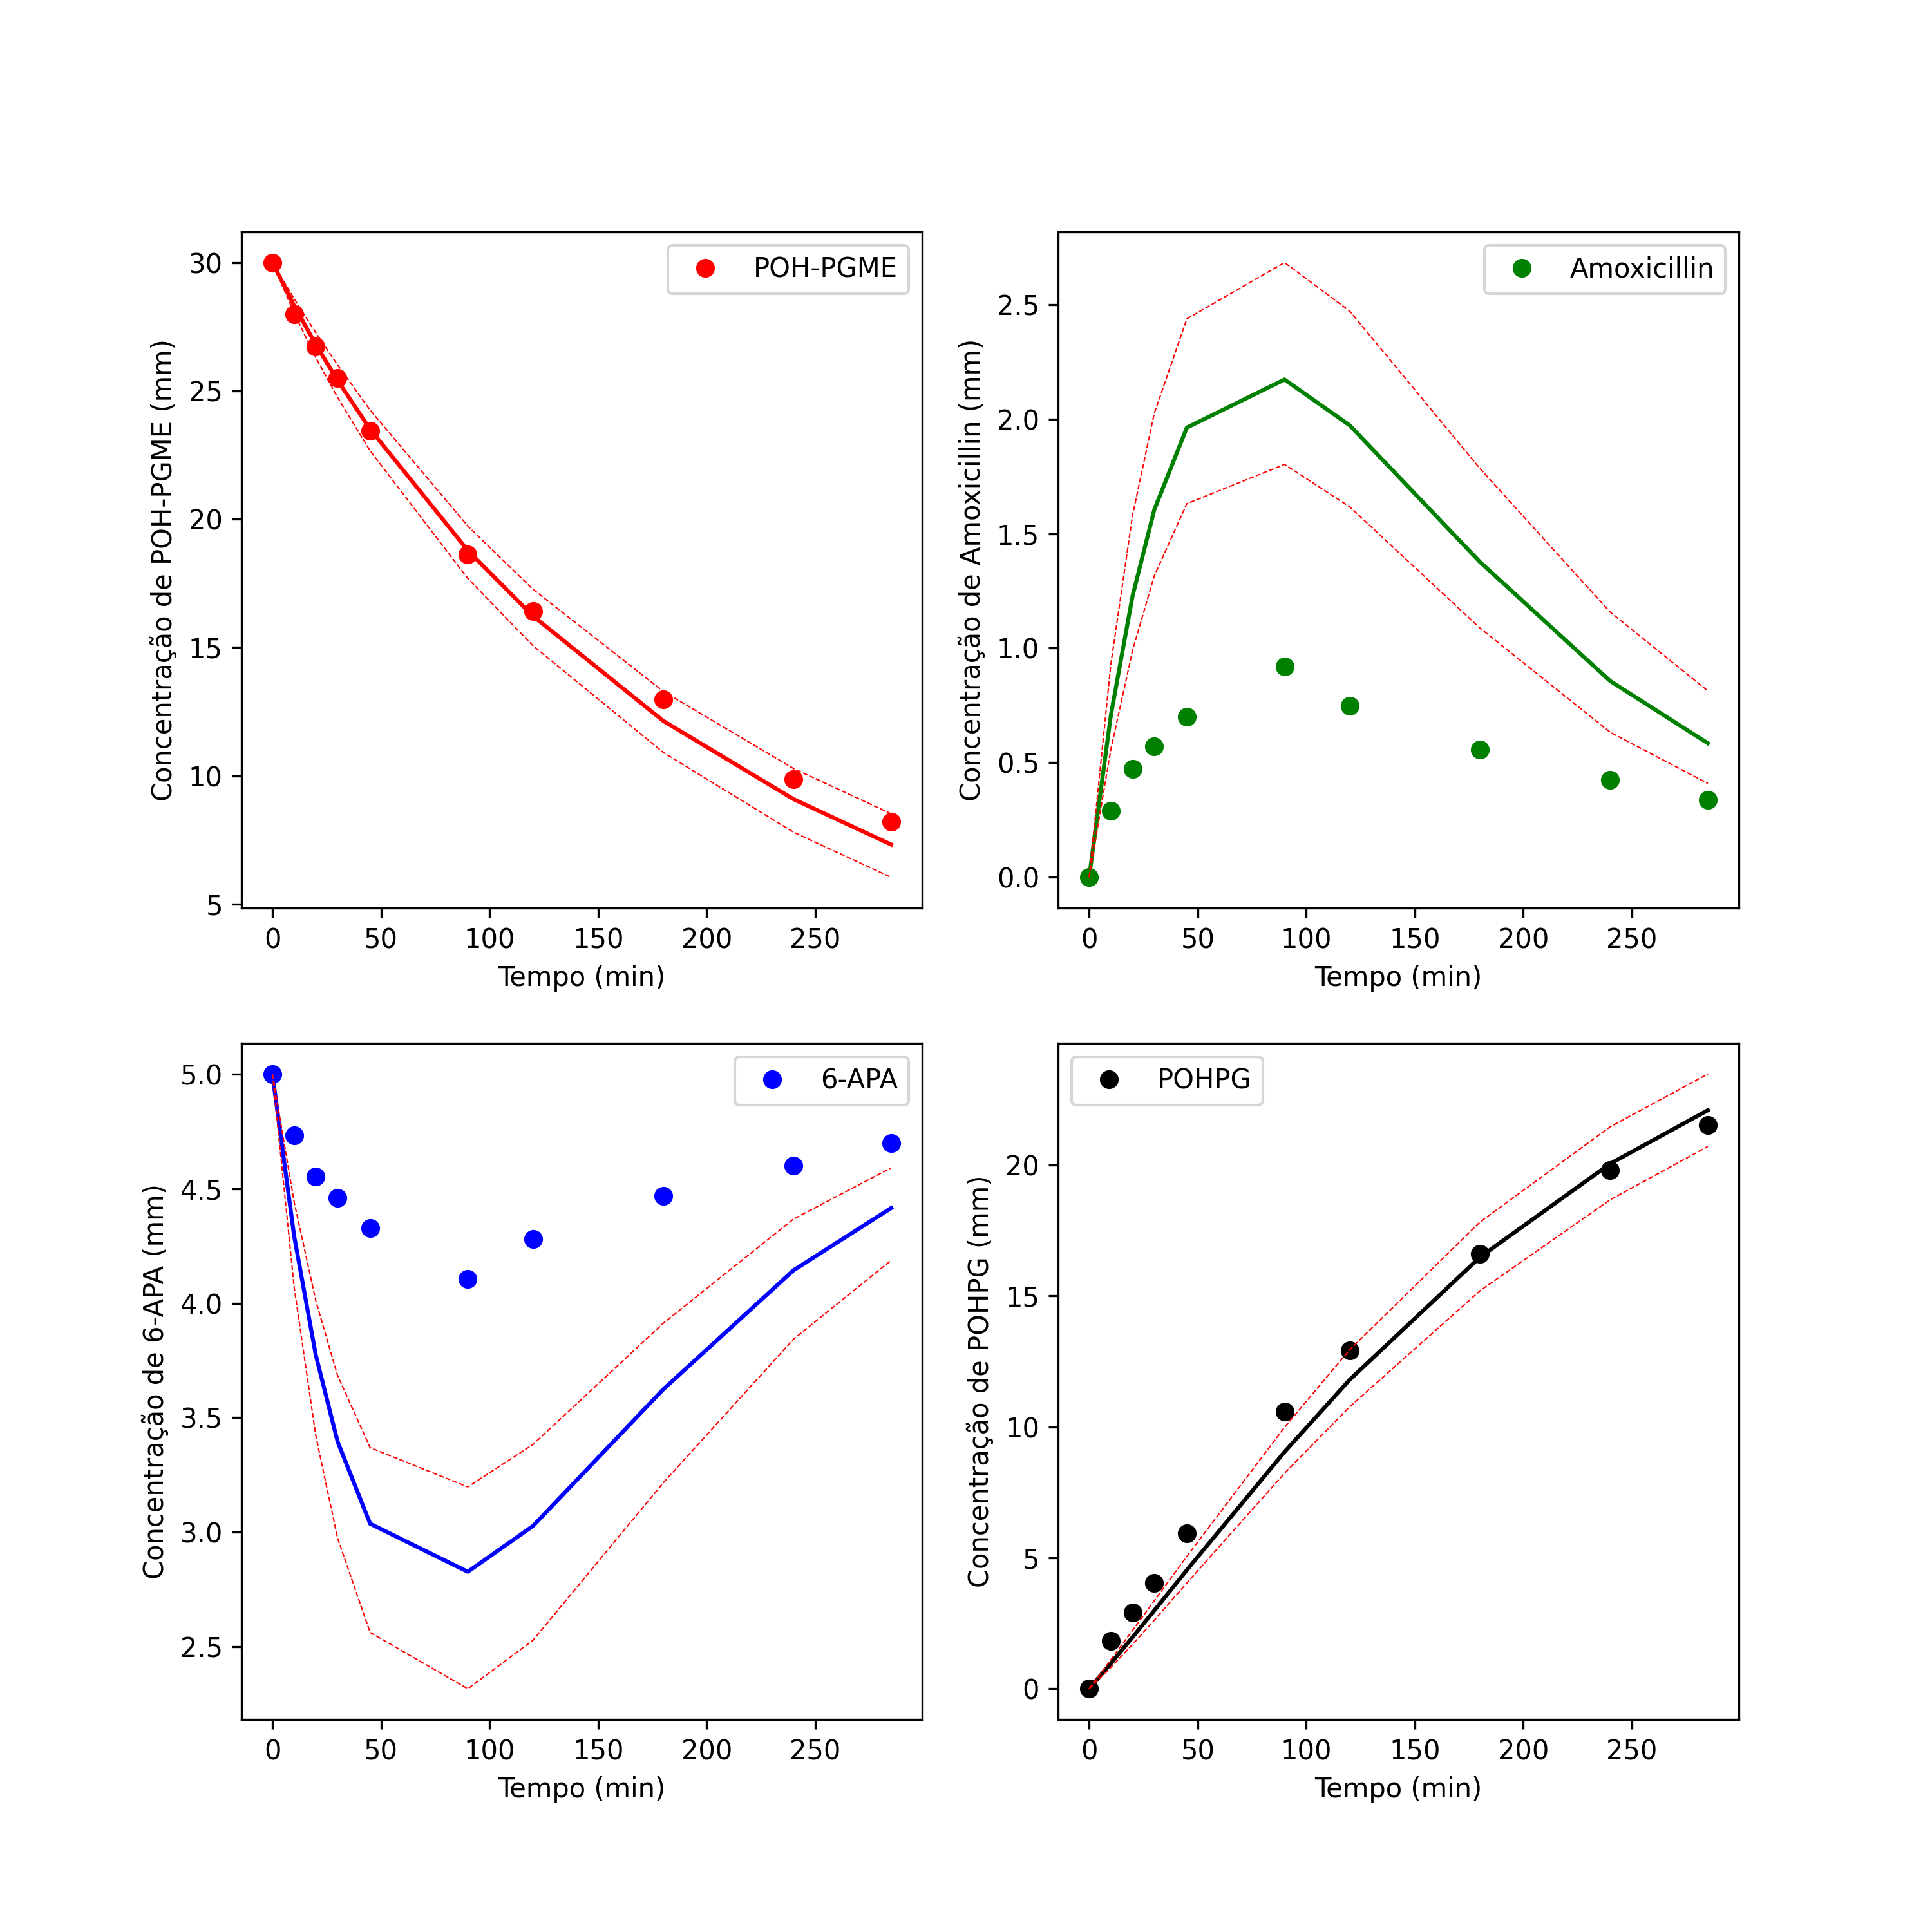 POH-PGME
Concentração de POH-PGME (mm)
30
25
20
15
10
5
0 50 100 150 200 250
Tempo (min)
Amoxicillin
Concentração de Amoxicillin (mm)
2.5
2.0
1.5
1.0
0.5
0.0
0 50 100 150 200 250
Tempo (min)
6-APA
Concentração de 6-APA (mm)
5.0
4.5
4.0
3.5
3.0
2.5
0 50 100 150 200 250
Tempo (min)
POHPG
Concentração de POHPG (mm)
20
15
10
5
0
0 50 100 150 200 250
Tempo (min)